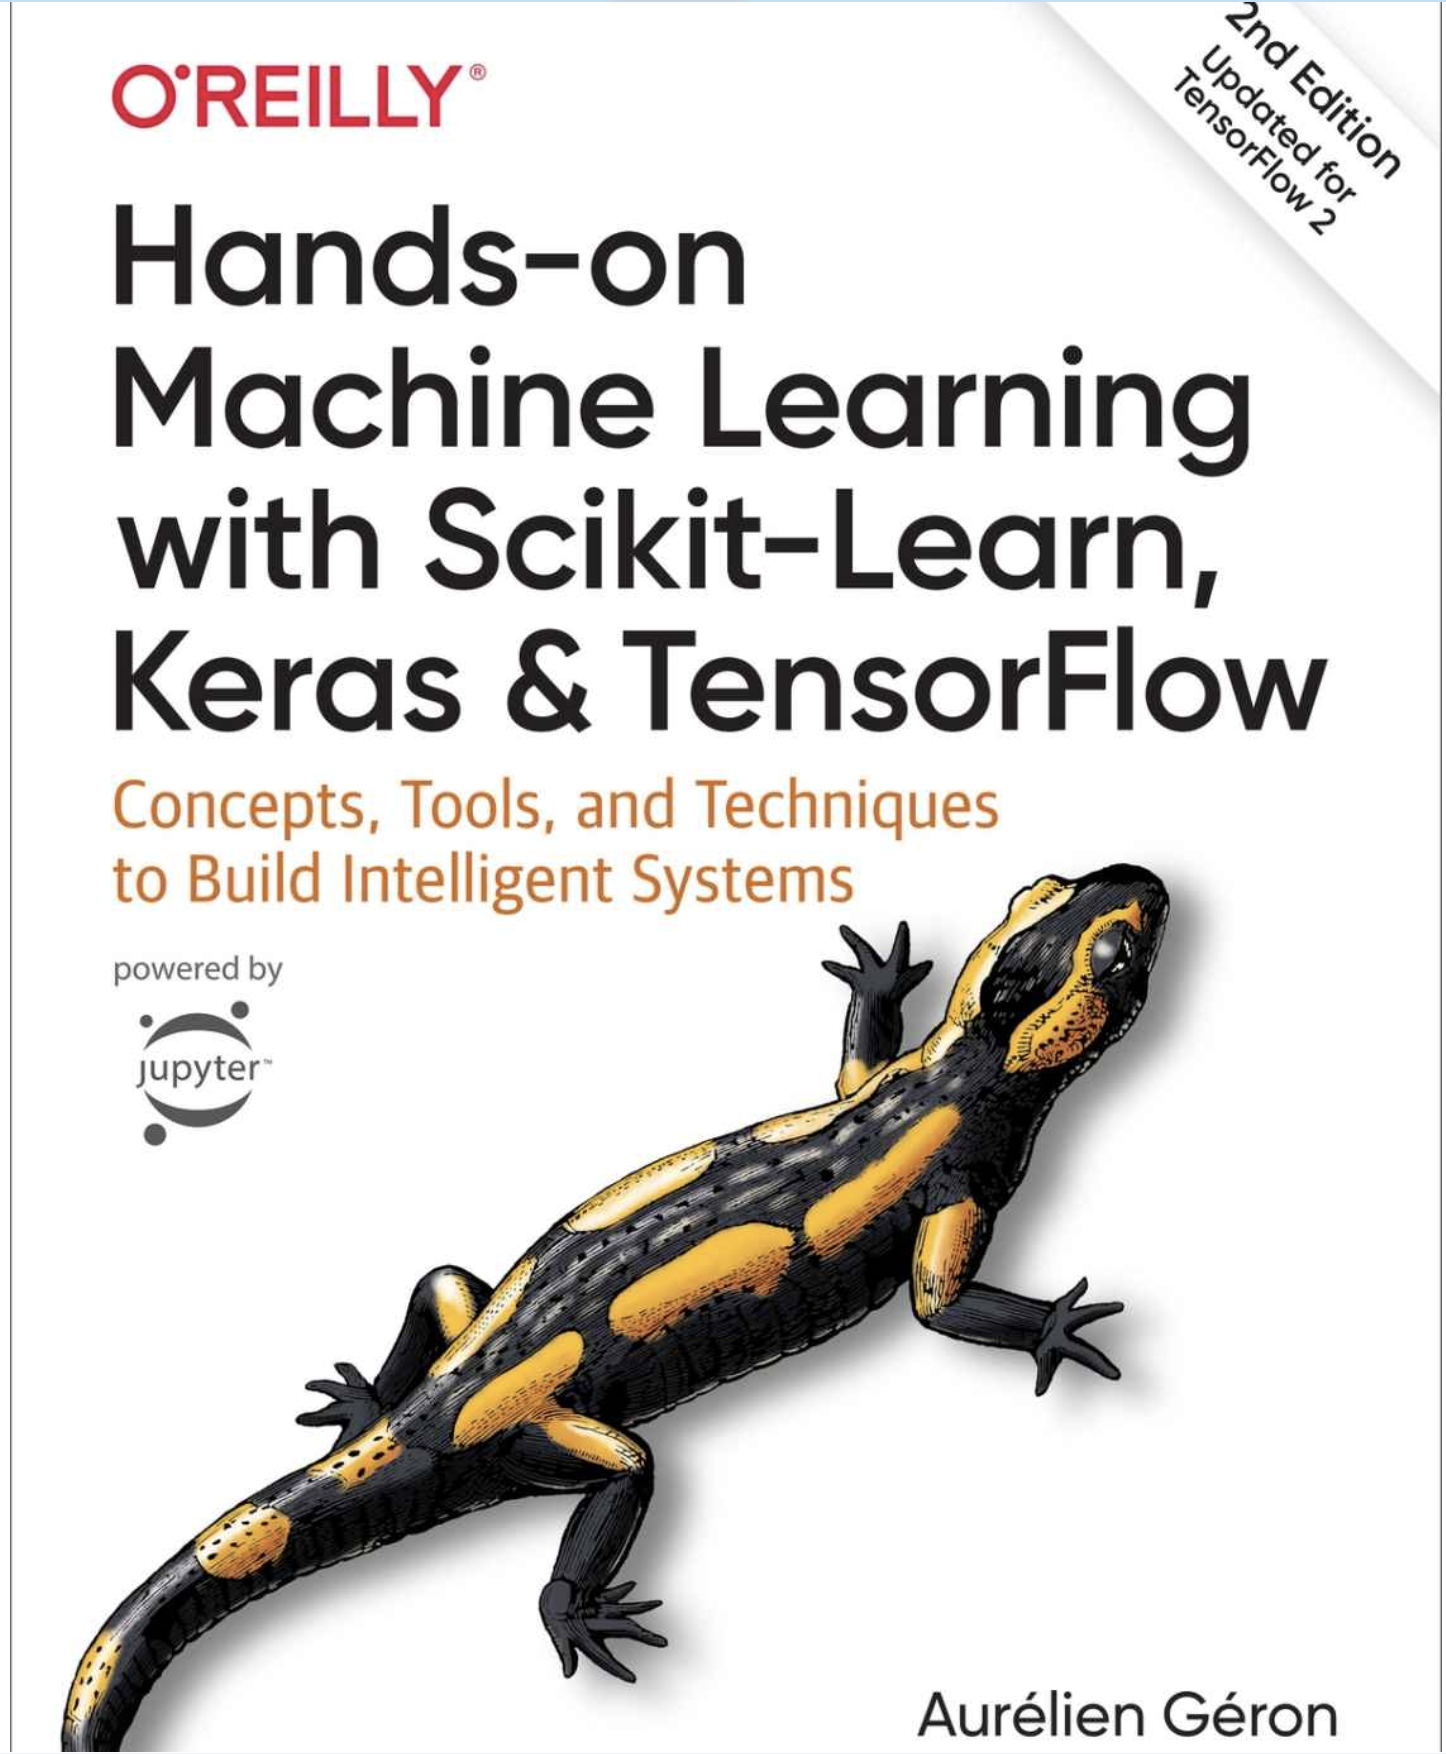 O'REILLY®
2nd Edition
Updated for
TensorFlow 2
Hands-on
Machine Learning
with Scikit-Learn,
Keras & TensorFlow
Concepts, Tools, and Techniques
to Build Intelligent Systems
powered by
jupyter™
Aurélien Géron